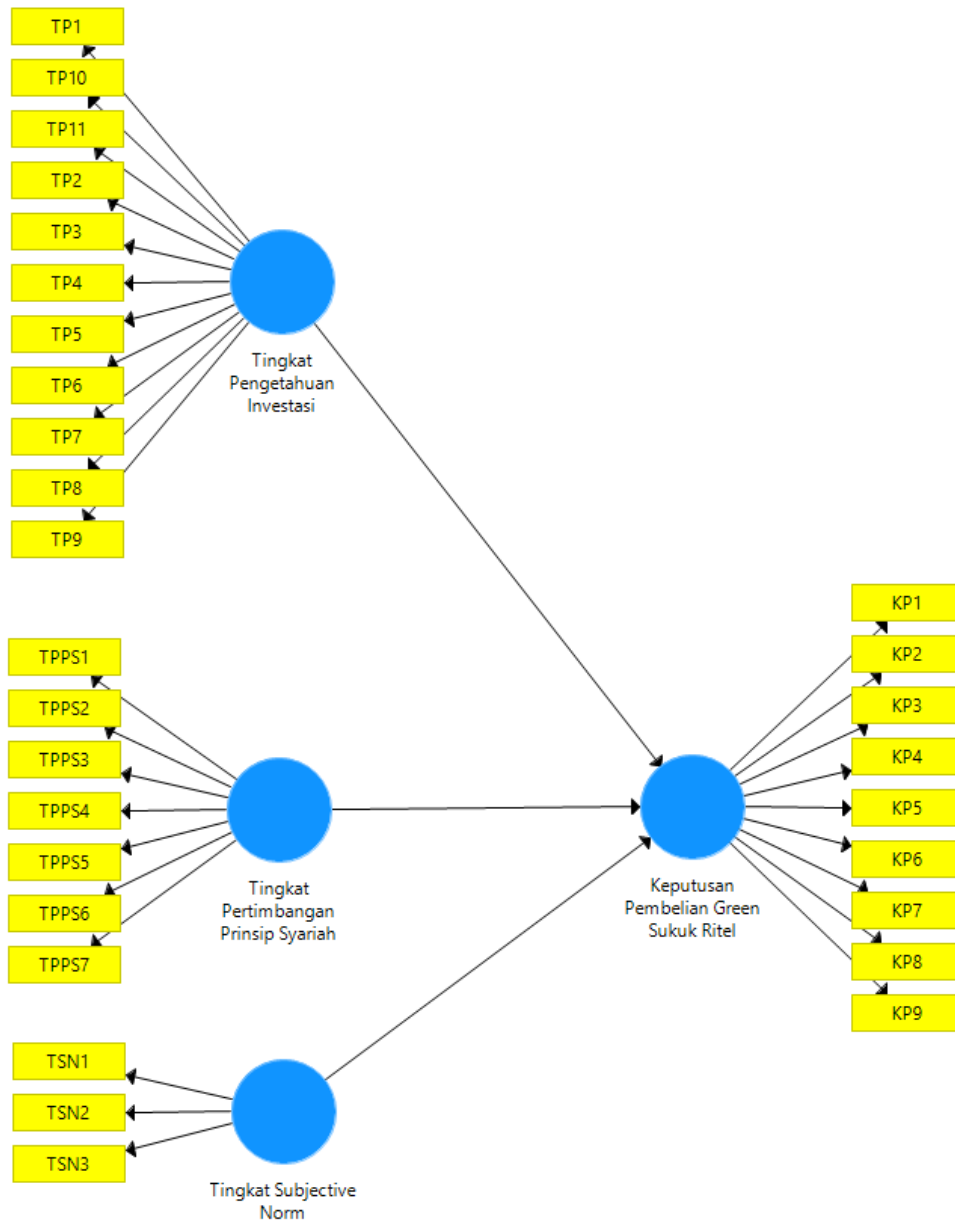 TP1
TP10
TP11
TP2
TP3
TP4
TP5
TP6
TP7
TP8
TP9
Tingkat
Pengetahuan
Investasi
TPPS1
TPPS2
TPPS3
TPPS4
TPPS5
TPPS6
TPPS7
Tingkat
Pertimbangan
Prinsip Syariah
TSN1
TSN2
TSN3
Tingkat Subjective
Norm
Keputusan
Pembelian Green
Sukuk Ritel
KP1
KP2
KP3
KP4
KP5
KP6
KP7
KP8
KP9